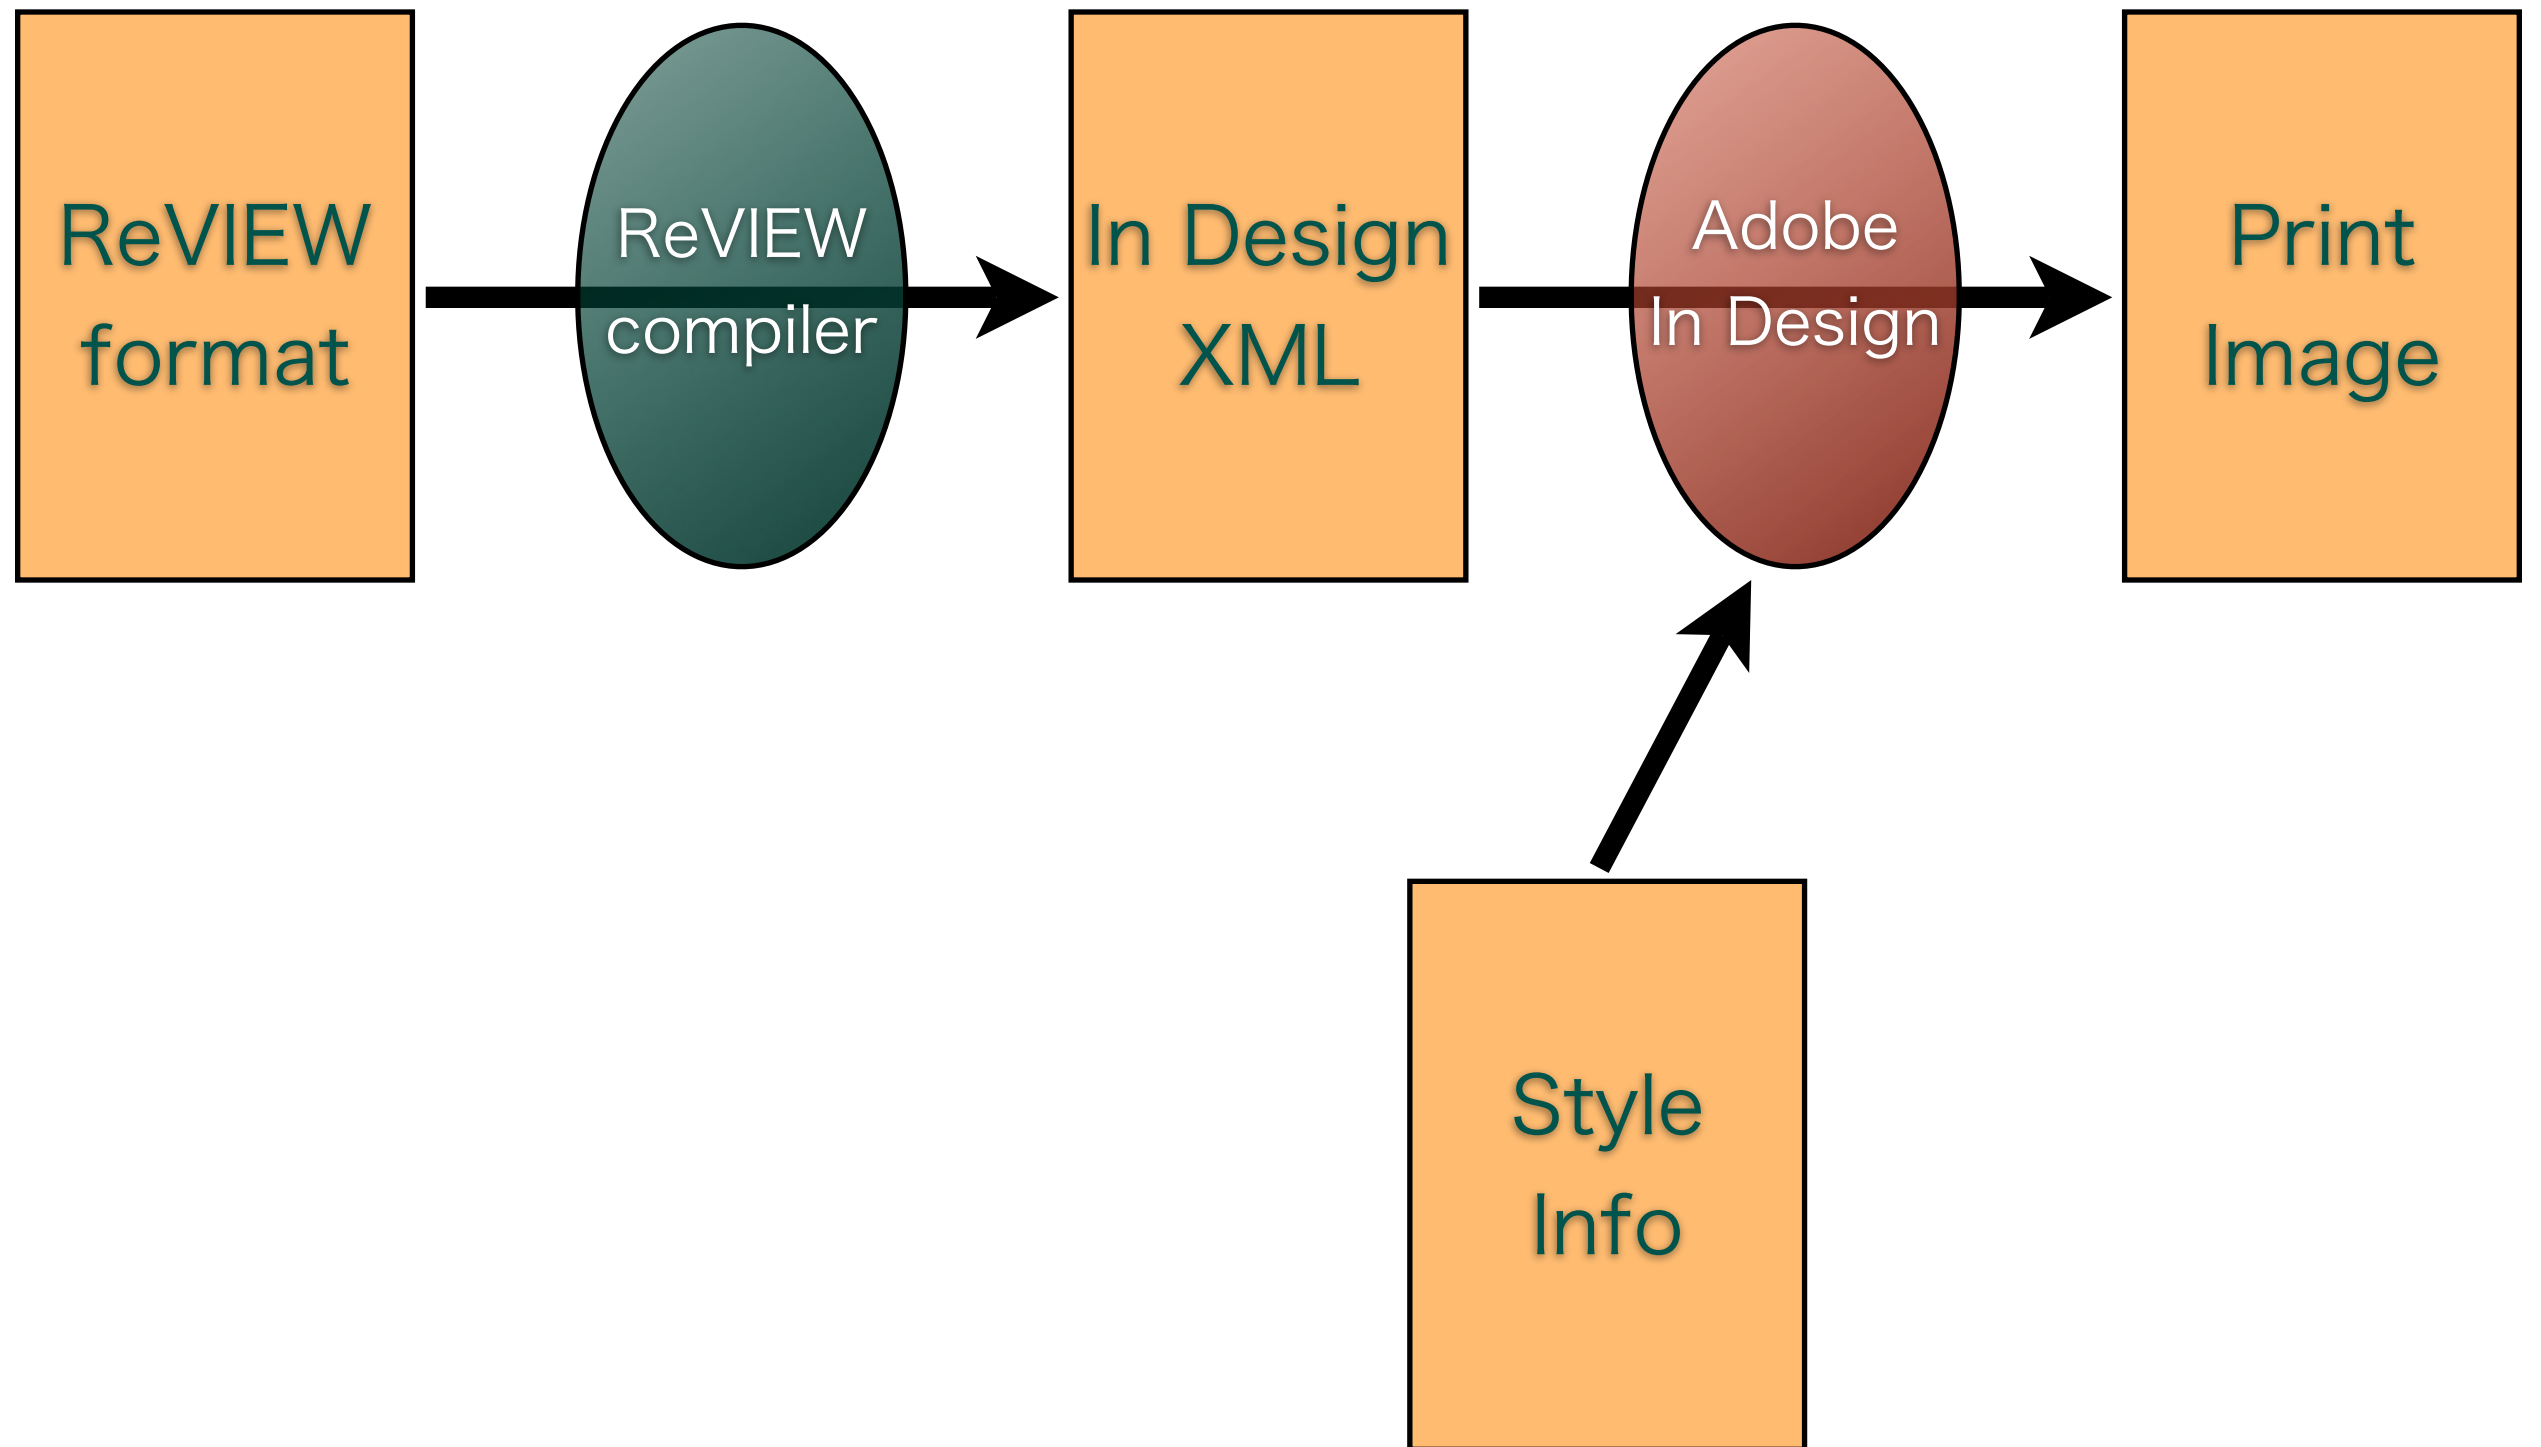 ReVIEW
format
ReVIEW
compiler
In Design
XML
Adobe
In Design
Print
Image
Style
Info